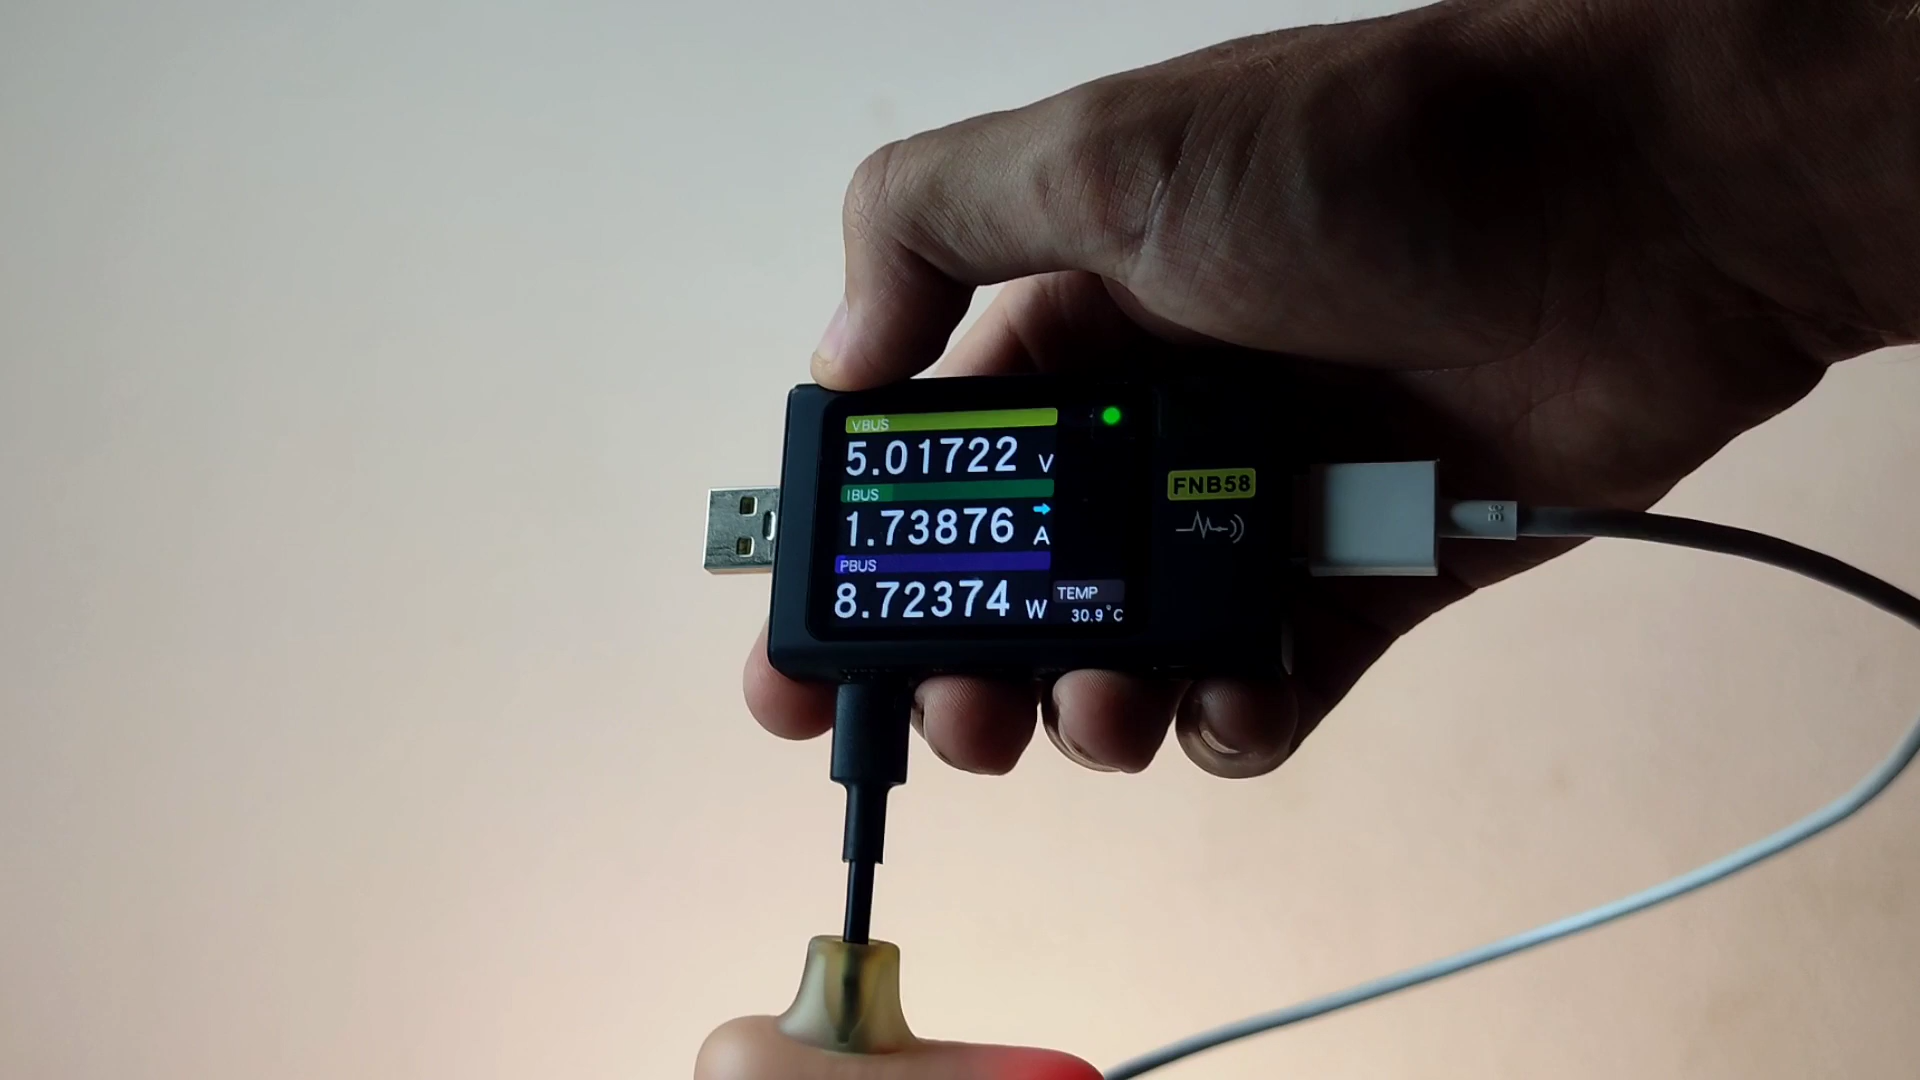 VBUS
5.01722 V
IBUS
1.73876 A
PBUS
8.72374 W
TEMP
30.9°C
FNB58